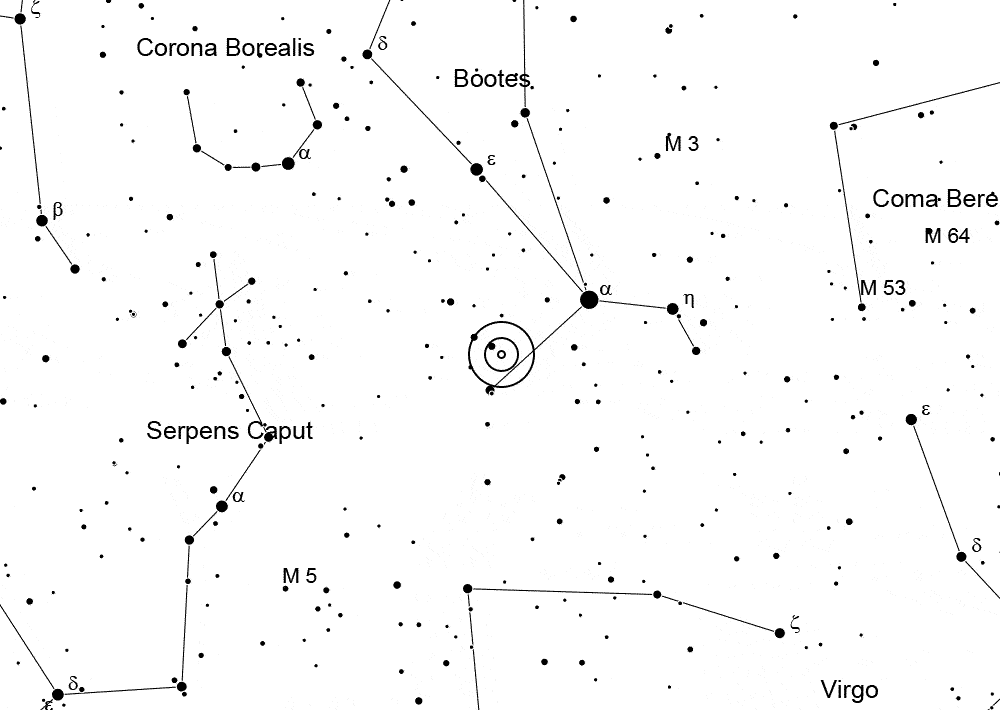 ζ
δ
Corona Borealis
Bootes
M 3
α
ε
Coma Bere
β
M 64
M 53
α
η
ε
Serpens Caput
α
δ
M 5
ζ
δ
ε
Virgo